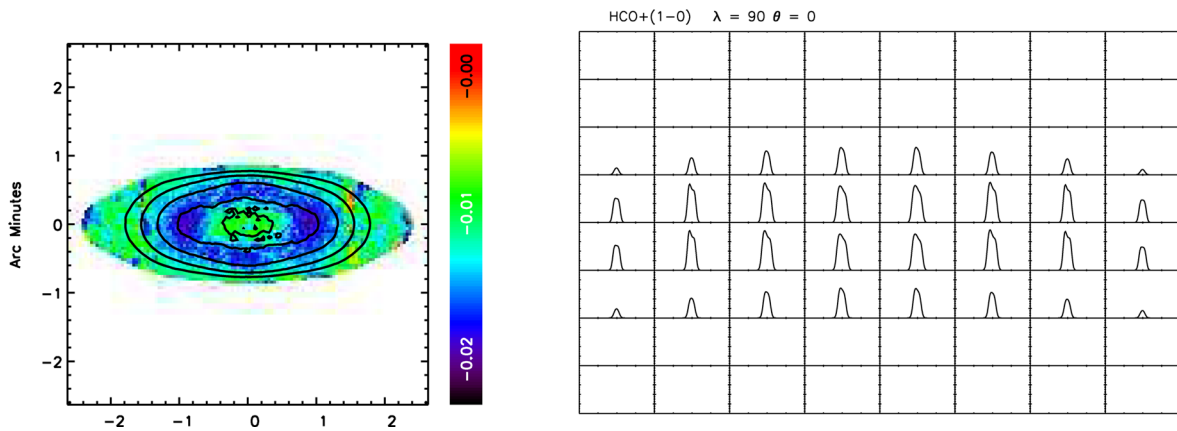 HCO+(1−0) λ = 90 θ = 0
2
1
0
−1
−2
Arc Minutes
−2 −1 0 1 2
−0.00
−0.01
−0.02